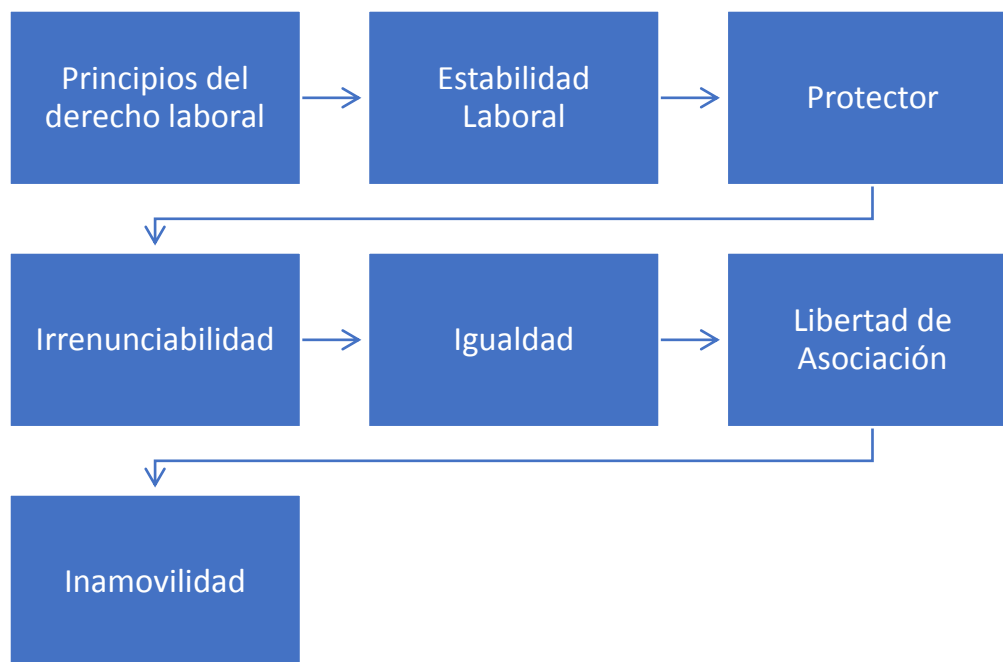 Principios del
derecho laboral
Estabilidad
Laboral
Protector
Irrenunciabilidad
Igualdad
Libertad de
Asociación
Inamovilidad